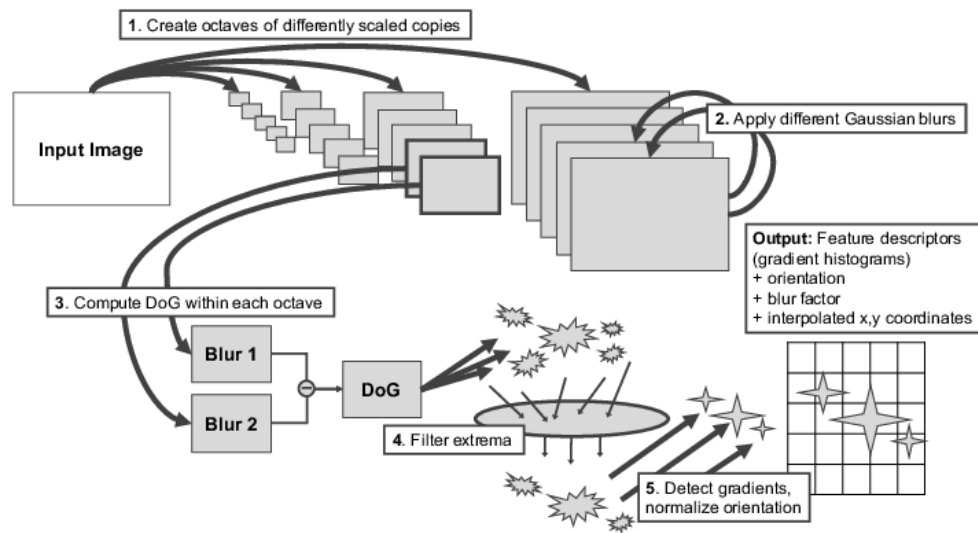 1. Create octaves of differently scaled copies
Input Image
2. Apply different Gaussian blurs
Output: Feature descriptors
(gradient histograms)
+ orientation
+ blur factor
+ interpolated x,y coordinates
3. Compute DoG within each octave
Blur 1
DoG
Blur 2
4. Filter extrema
5. Detect gradients,
normalize orientation